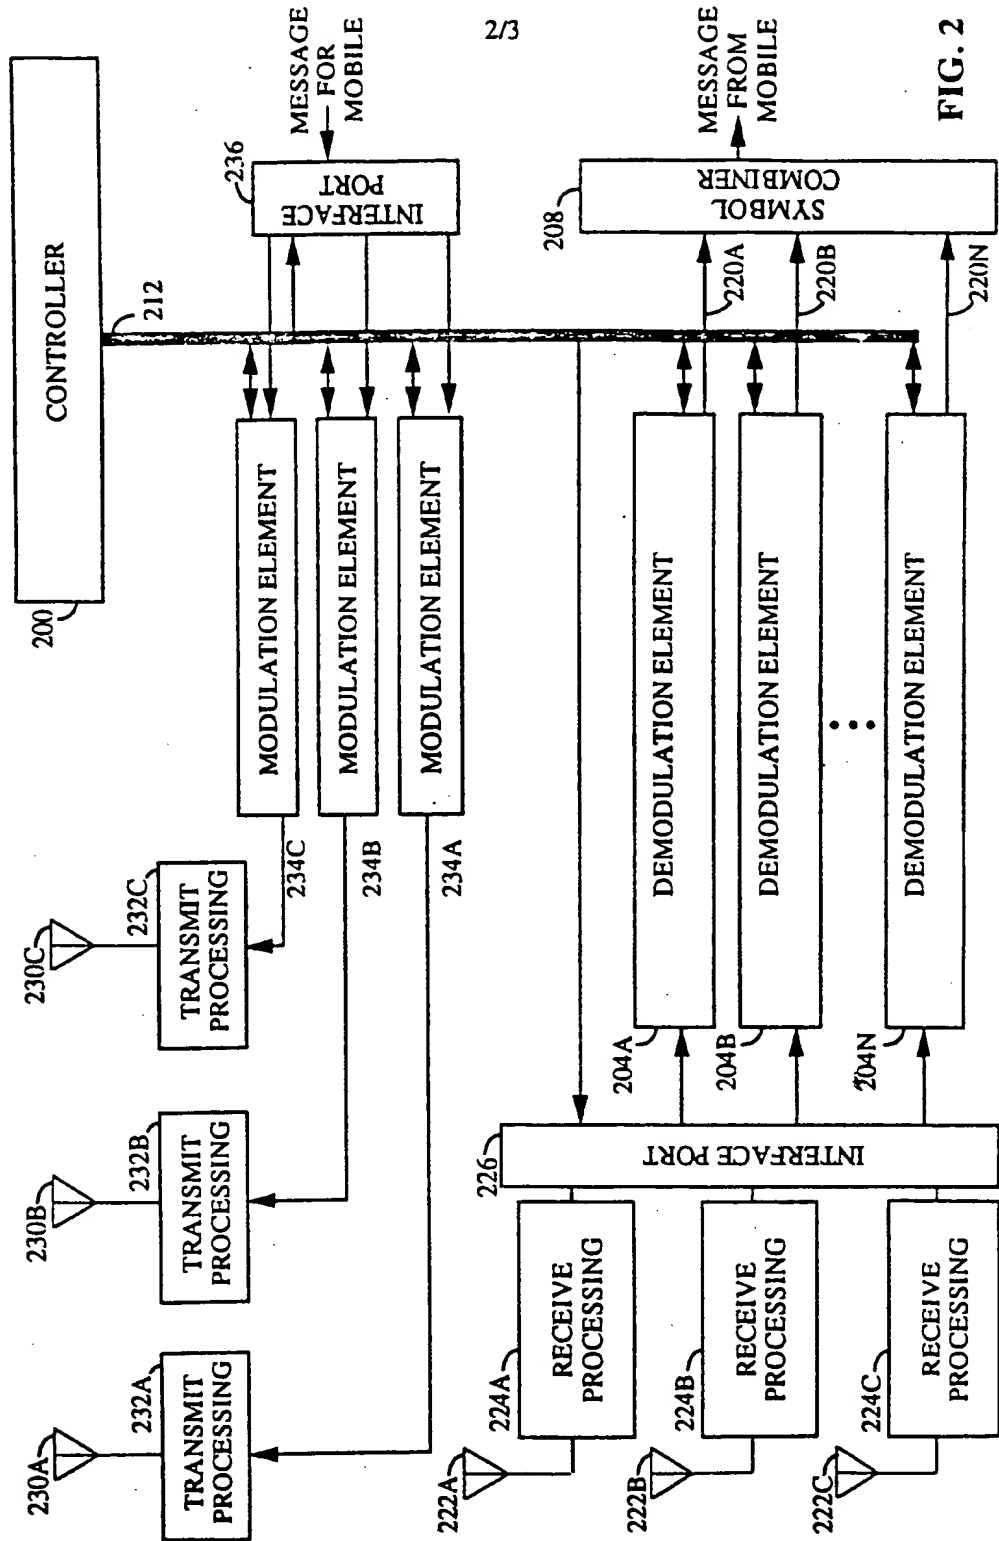 2/3
CONTROLLER
200
212
MESSAGE
FOR
MOBILE
236
INTERFACE
PORT
230A
230B
230C
232A
TRANSMIT
PROCESSING
232B
TRANSMIT
PROCESSING
232C
TRANSMIT
PROCESSING
234C
MODULATION ELEMENT
234B
MODULATION ELEMENT
234A
MODULATION ELEMENT
222A
224A
RECEIVE
PROCESSING
222B
224B
RECEIVE
PROCESSING
222C
224C
RECEIVE
PROCESSING
226
INTERFACE PORT
204A
DEMODULATION ELEMENT
220A
204B
DEMODULATION ELEMENT
220B
204N
DEMODULATION ELEMENT
220N
208
SYMBOL
COMBINER
MESSAGE
FROM
MOBILE
FIG. 2